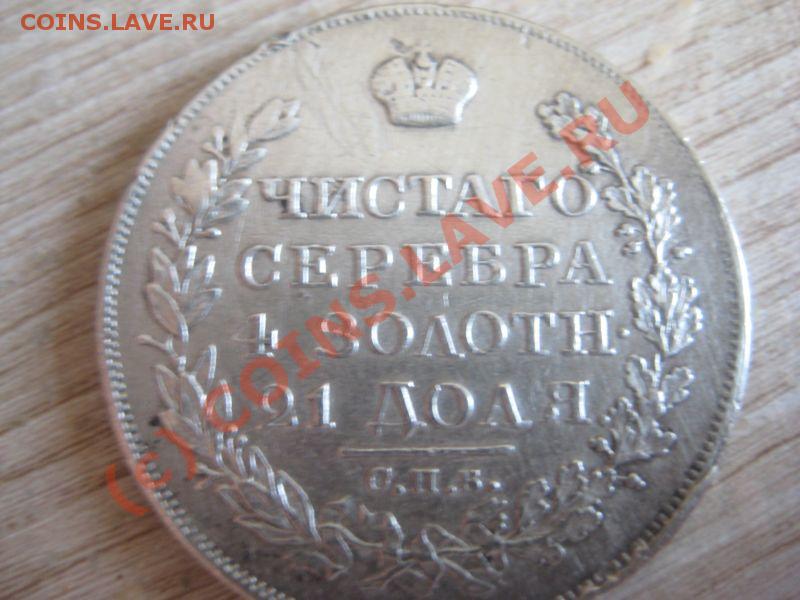 COINS.LAVE.RU
ЧИСТАГО
СЕРЕБРА
4 ЗОЛОТН.
21 ДОЛЯ
С.П.Б.
(c) COINS.LAVE.RU